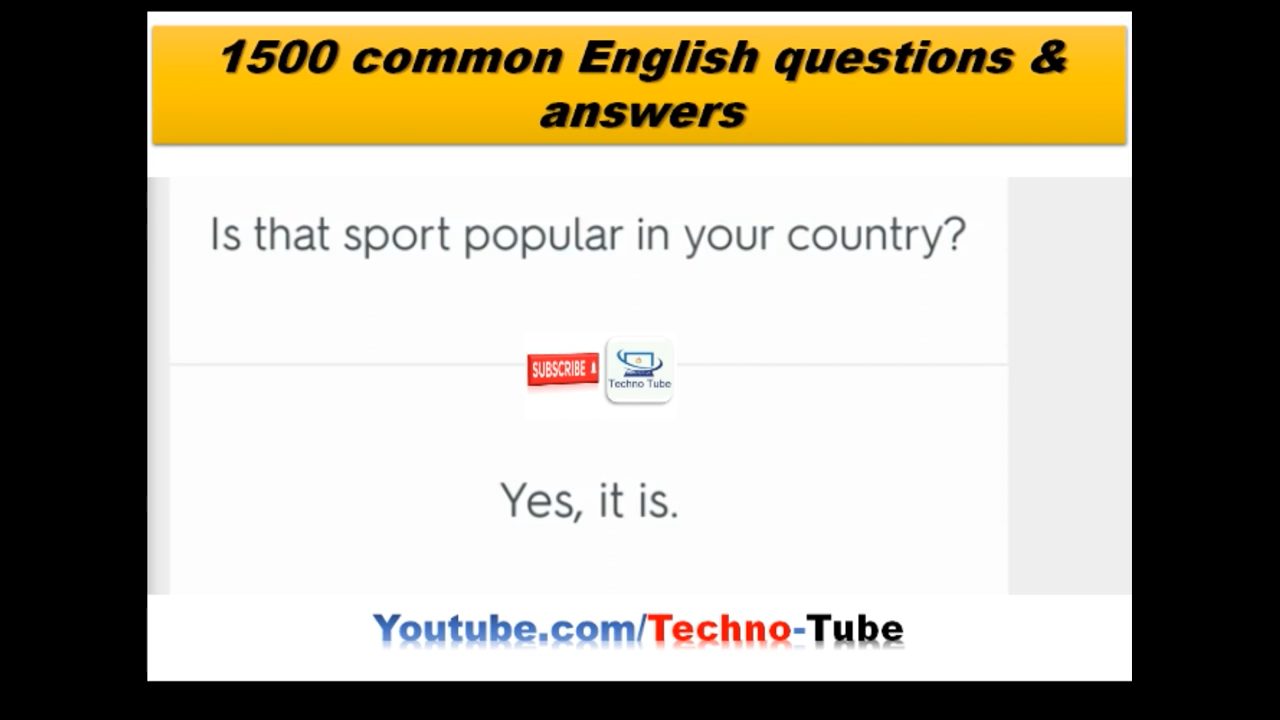 1500 common English questions &
answers
Is that sport popular in your country?
SUBSCRIBE
Techno Tube
Yes, it is.
Youtube.com/Techno-Tube